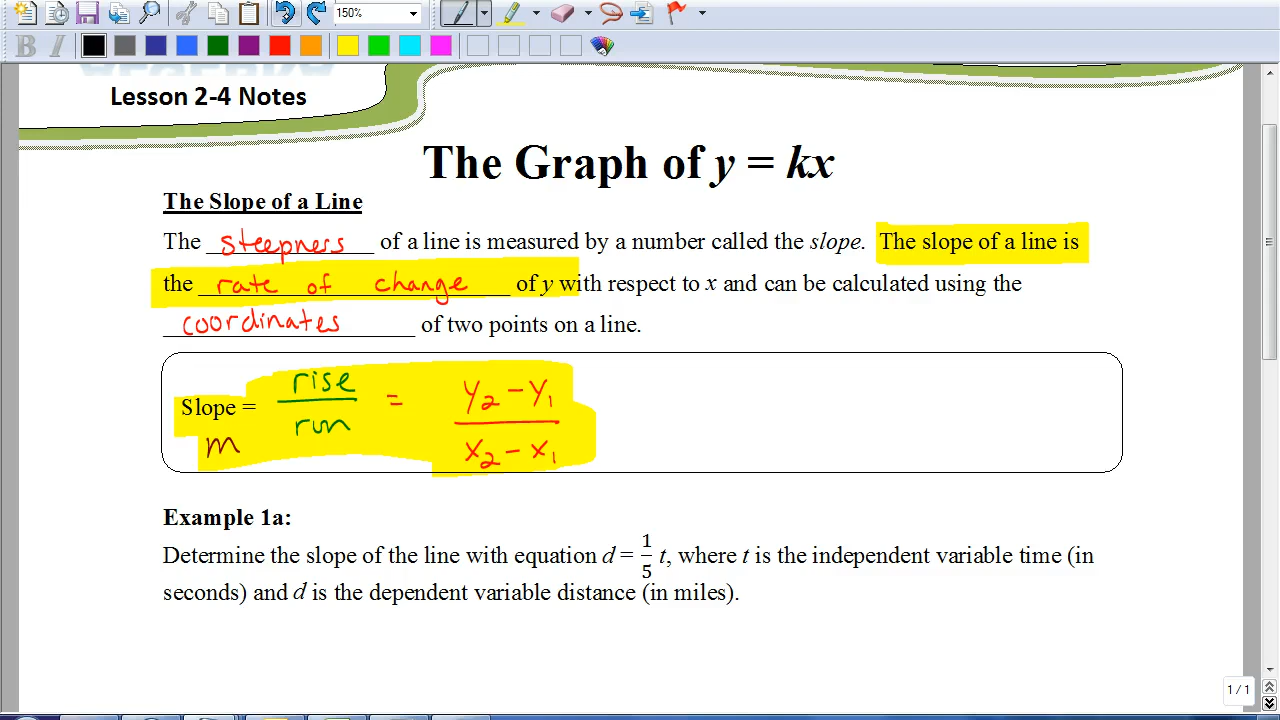 150%
B I
Lesson 2-4 Notes
The Graph of y = kx
The Slope of a Line
The steepness of a line is measured by a number called the slope. The slope of a line is
the rate of change of y with respect to x and can be calculated using the
coordinates of two points on a line.
Slope = rise/run = y₂ - y₁ / x₂ - x₁
m
Example 1a:
Determine the slope of the line with equation d = 1/5 t, where t is the independent variable time (in
seconds) and d is the dependent variable distance (in miles).
1 / 1